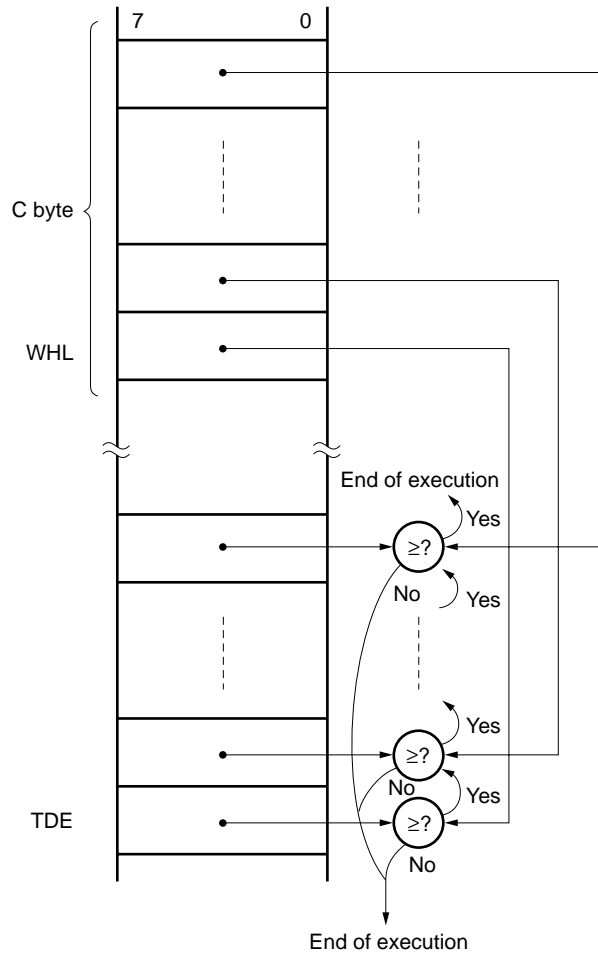 7 0
C byte
WHL
End of execution
Yes
≥?
No
Yes
Yes
≥?
No
Yes
TDE
≥?
No
End of execution